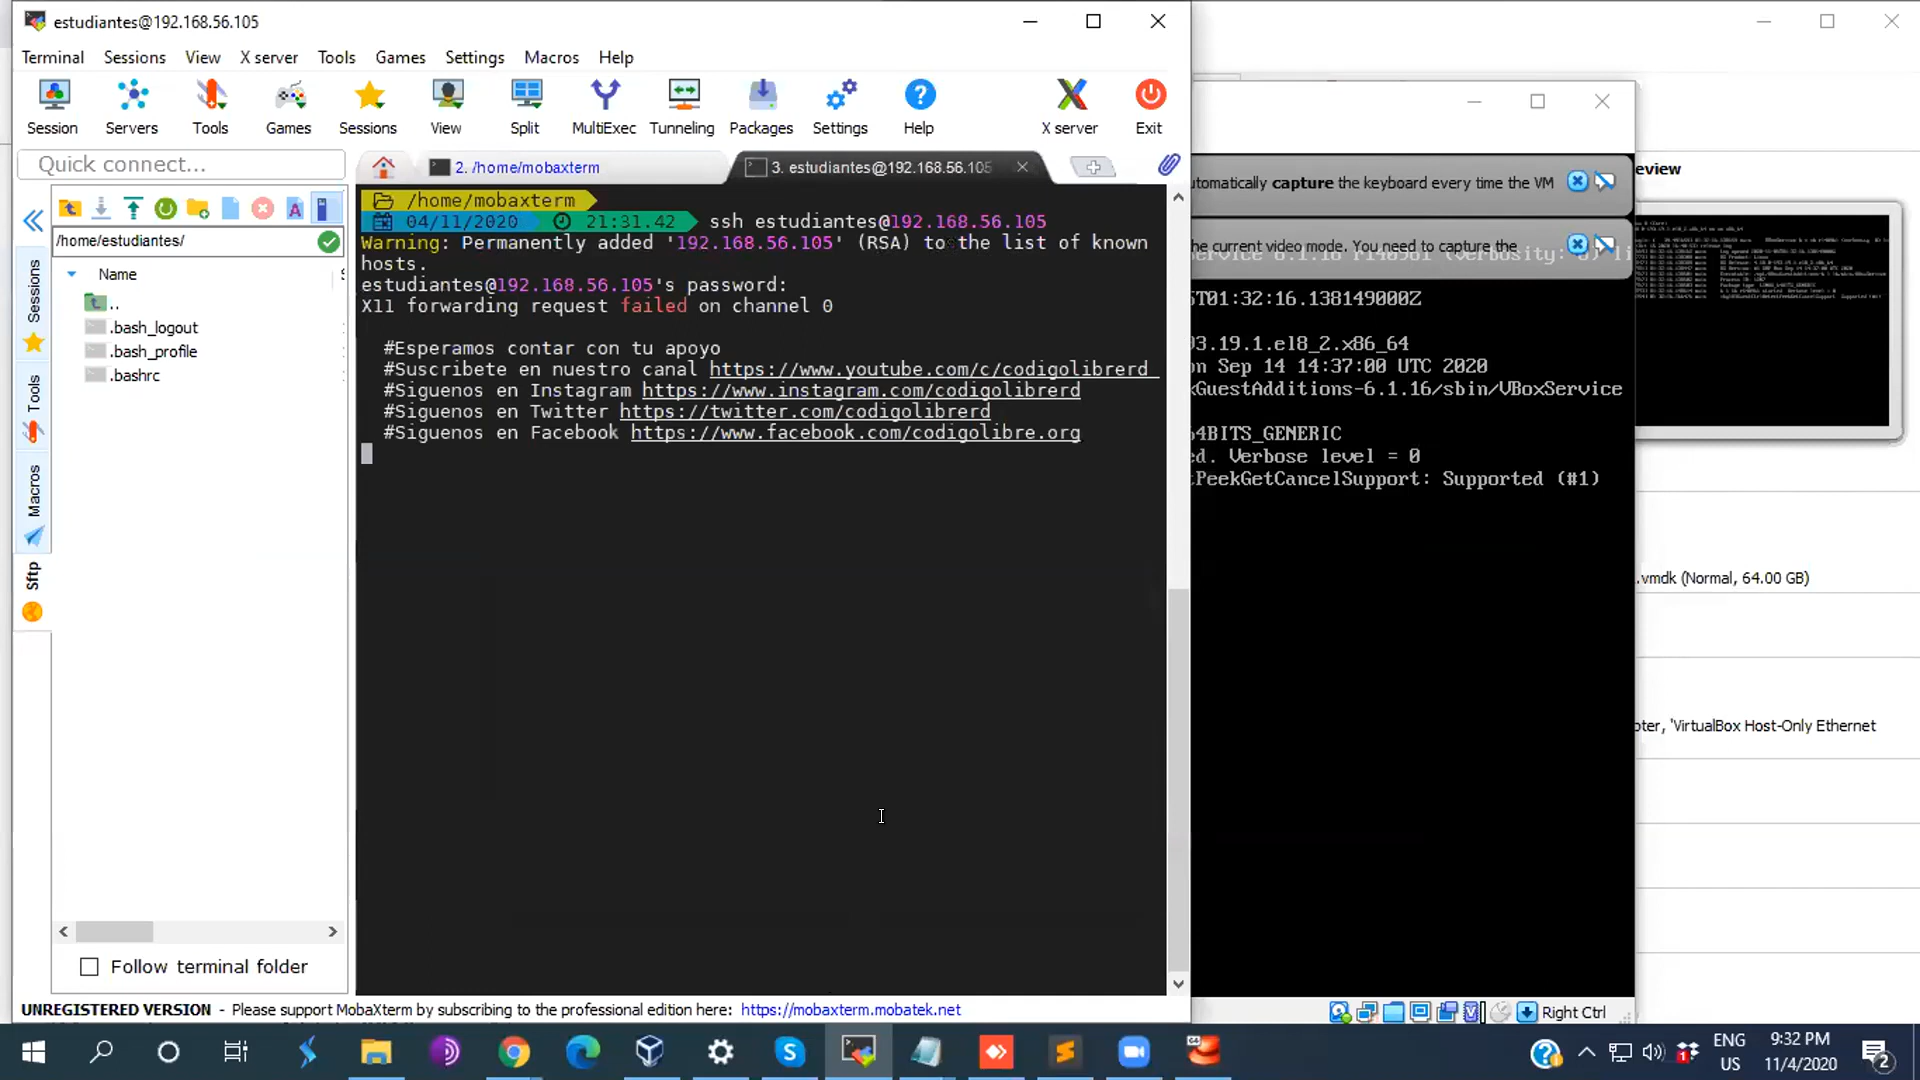 estudiantes@192.168.56.105
Terminal Sessions View X server Tools Games Settings Macros Help
Session Servers Tools Games Sessions View Split MultiExec Tunneling Packages Settings Help X server Exit
Quick connect...
2. /home/mobaxterm
3. estudiantes@192.168.56.105
/home/estudiantes/
Name
..
.bash_logout
.bash_profile
.bashrc
Sessions
Tools
Macros
Sftp
Follow terminal folder
/home/mobaxterm
04/11/2020 21:31.42 ssh estudiantes@192.168.56.105
Warning: Permanently added '192.168.56.105' (RSA) to the list of known
hosts.
estudiantes@192.168.56.105's password:
X11 forwarding request failed on channel 0
#Esperamos contar con tu apoyo
#Suscribete en nuestro canal https://www.youtube.com/c/codigolibrerd
#Siguenos en Instagram https://www.instagram.com/codigolibrerd
#Siguenos en Twitter https://twitter.com/codigolibrerd
#Siguenos en Facebook https://www.facebook.com/codigolibre.org
UNREGISTERED VERSION - Please support MobaXterm by subscribing to the professional edition here: https://mobaxterm.mobatek.net
utomatically capture the keyboard every time the VM
he current video mode. You need to capture the
5T01:32:16.138149000Z
93.19.1.el8_2.x86_64
on Sep 14 14:37:00 UTC 2020
kGuestAdditions-6.1.16/sbin/VBoxService
64BITS_GENERIC
ed. Verbose level = 0
tPeekGetCancelSupport: Supported (#1)
Right Ctrl
eview
.vmdk (Normal, 64.00 GB)
pter, 'VirtualBox Host-Only Ethernet
ENG
US
9:32 PM
11/4/2020
2